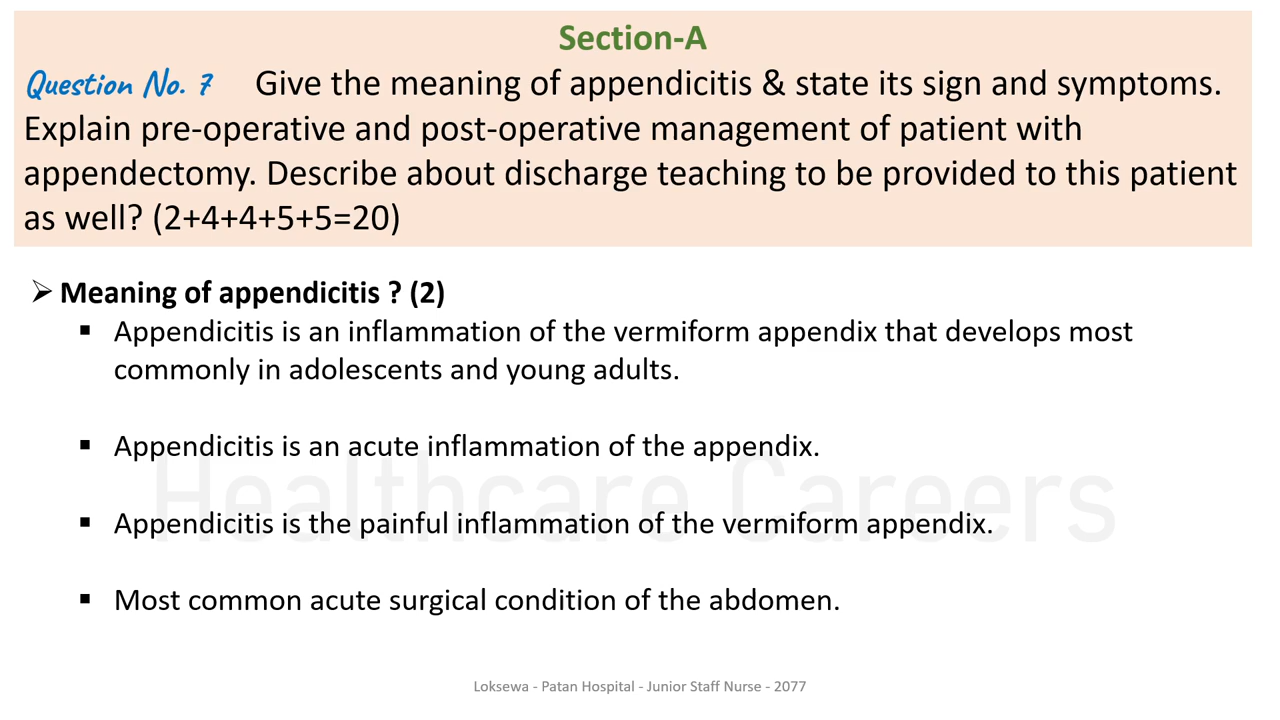 Section-A
Question No. 7 Give the meaning of appendicitis & state its sign and symptoms.
Explain pre-operative and post-operative management of patient with
appendectomy. Describe about discharge teaching to be provided to this patient
as well? (2+4+4+5+5=20)
➢ Meaning of appendicitis ? (2)
▪ Appendicitis is an inflammation of the vermiform appendix that develops most
commonly in adolescents and young adults.
▪ Appendicitis is an acute inflammation of the appendix.
Healthcare Careers
▪ Appendicitis is the painful inflammation of the vermiform appendix.
▪ Most common acute surgical condition of the abdomen.
Loksewa - Patan Hospital - Junior Staff Nurse - 2077